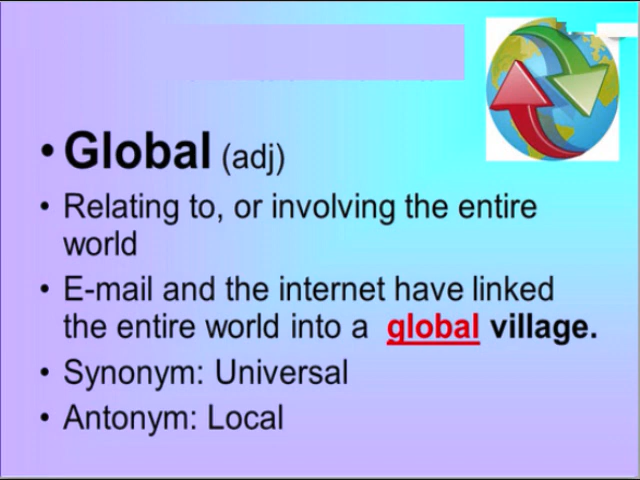 • Global (adj)
• Relating to, or involving the entire
world
• E-mail and the internet have linked
the entire world into a global village.
• Synonym: Universal
• Antonym: Local